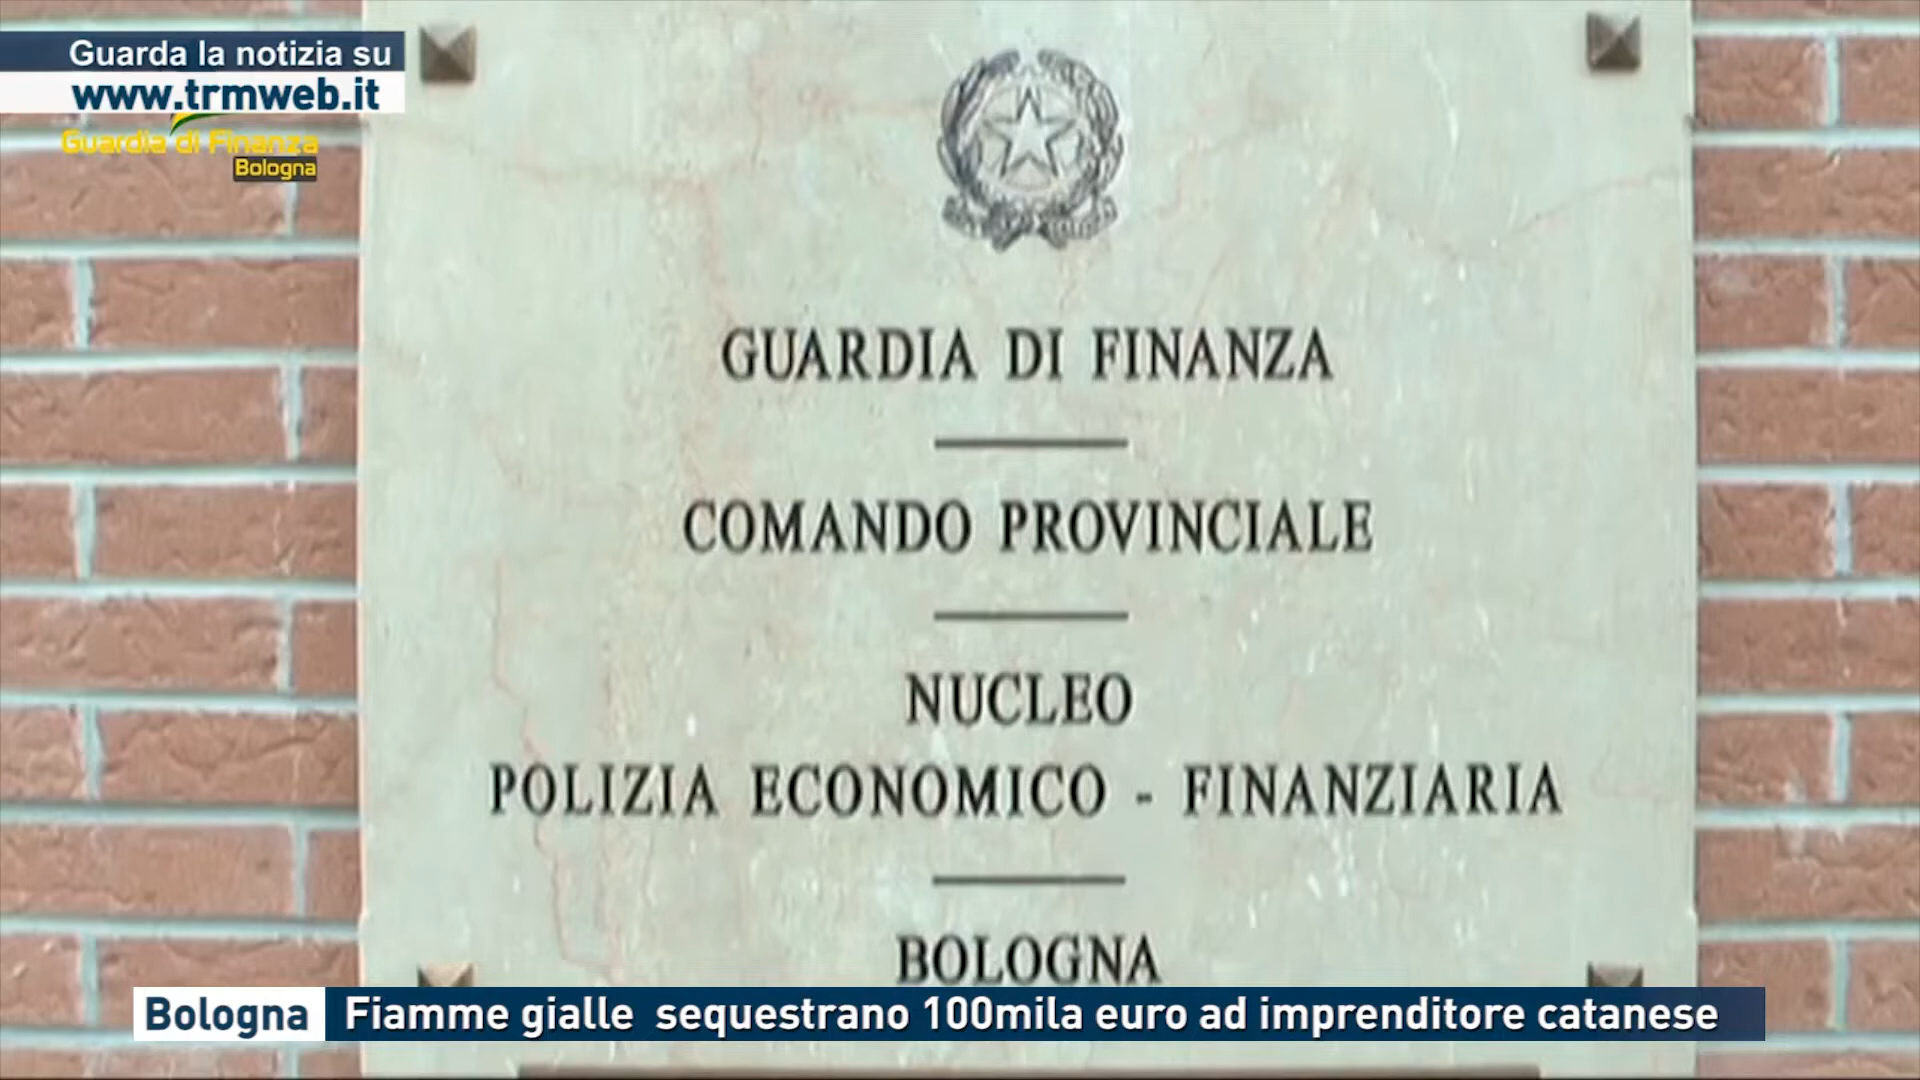 Guarda la notizia su
www.trmweb.it
Guardia di Finanza
Bologna
GUARDIA DI FINANZA
COMANDO PROVINCIALE
NUCLEO
POLIZIA ECONOMICO - FINANZIARIA
BOLOGNA
Bologna Fiamme gialle sequestrano 100mila euro ad imprenditore catanese